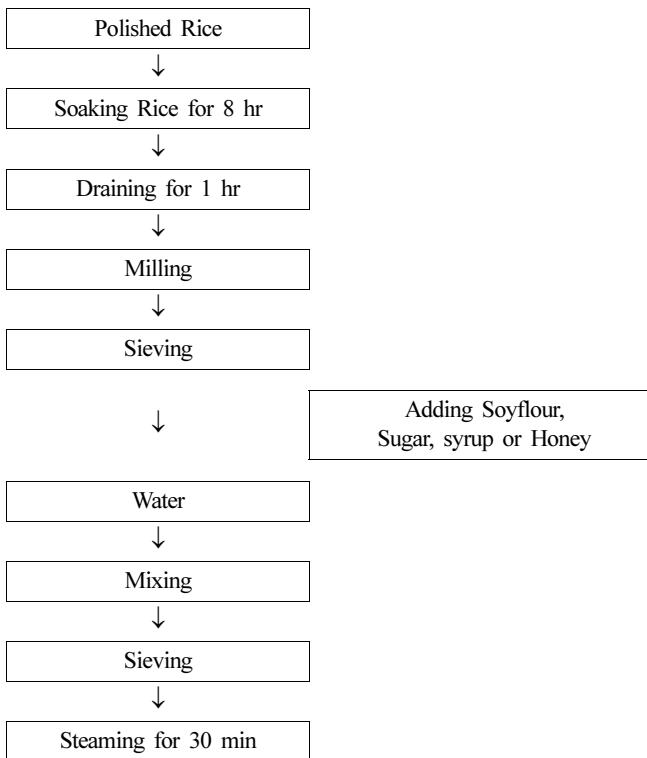 Polished Rice
↓
Soaking Rice for 8 hr
↓
Draining for 1 hr
↓
Milling
↓
Sieving
↓
Adding Soyflour,
Sugar, syrup or Honey
Water
↓
Mixing
↓
Sieving
↓
Steaming for 30 min